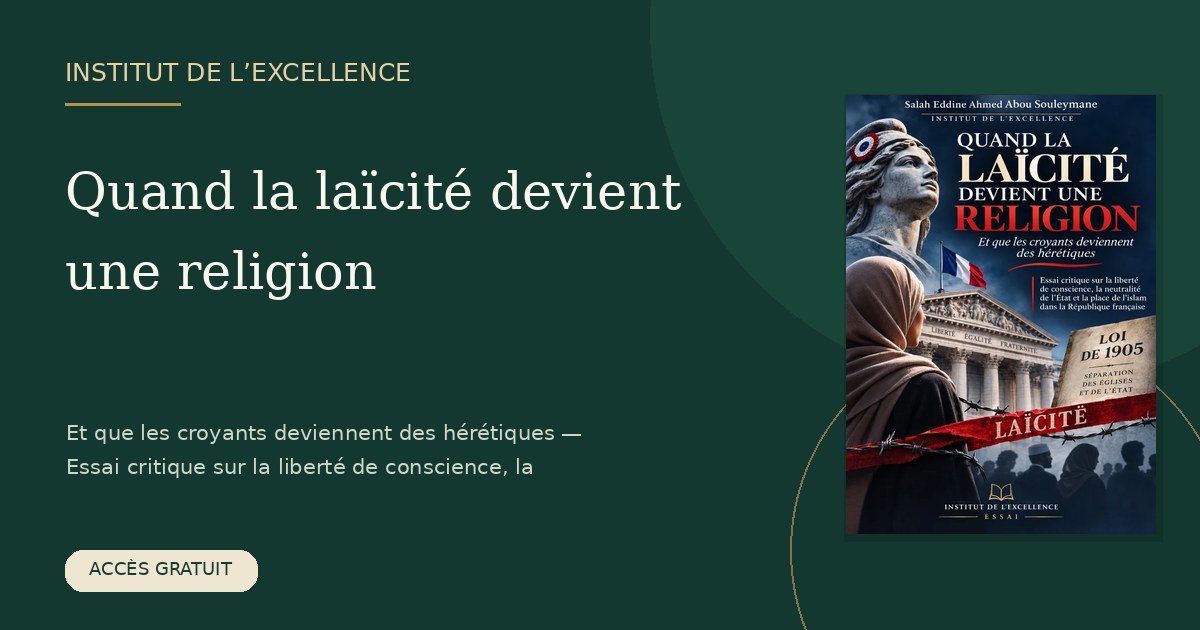 INSTITUT DE L’EXCELLENCE
Quand la laïcité devient
une religion
Et que les croyants deviennent des hérétiques —
Essai critique sur la liberté de conscience, la
ACCÈS GRATUIT
Salah Eddine Ahmed Abou Souleymane
INSTITUT DE L'EXCELLENCE
QUAND LA
LAÏCITÉ
DEVIENT UNE
RELIGION
Et que les croyants deviennent
des hérétiques
Essai critique sur la liberté
de conscience, la neutralité
de l'État et la place de l'islam
dans la République française
LIBERTÉ ÉGALITÉ FRATERNITÉ
LOI
DE 1905
SÉPARATION
DES ÉGLISES
ET DE L'ÉTAT
LAÏCITË
INSTITUT DE L'EXCELLENCE
ESSAI